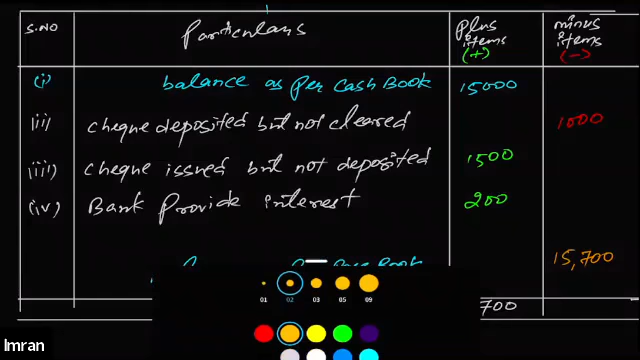 S.NO Particulars Plus items (+) minus items (-)
(i) balance as per Cash Book 15000
(ii) cheque deposited but not cleared 1000
(iii) cheque issued but not deposited 1500
(iv) Bank Provide interest 200
Book 15,700
01 02 03 05 09
700
Imran